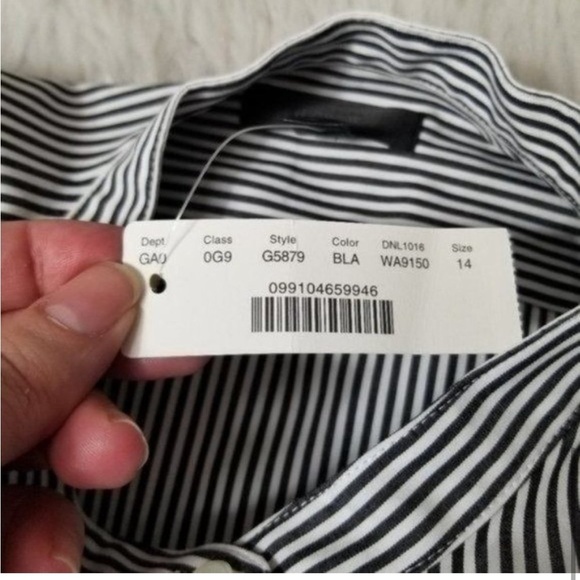 Dept Class Style Color DNL1016 Size
GA0 0G9 G5879 BLA WA9150 14
099104659946